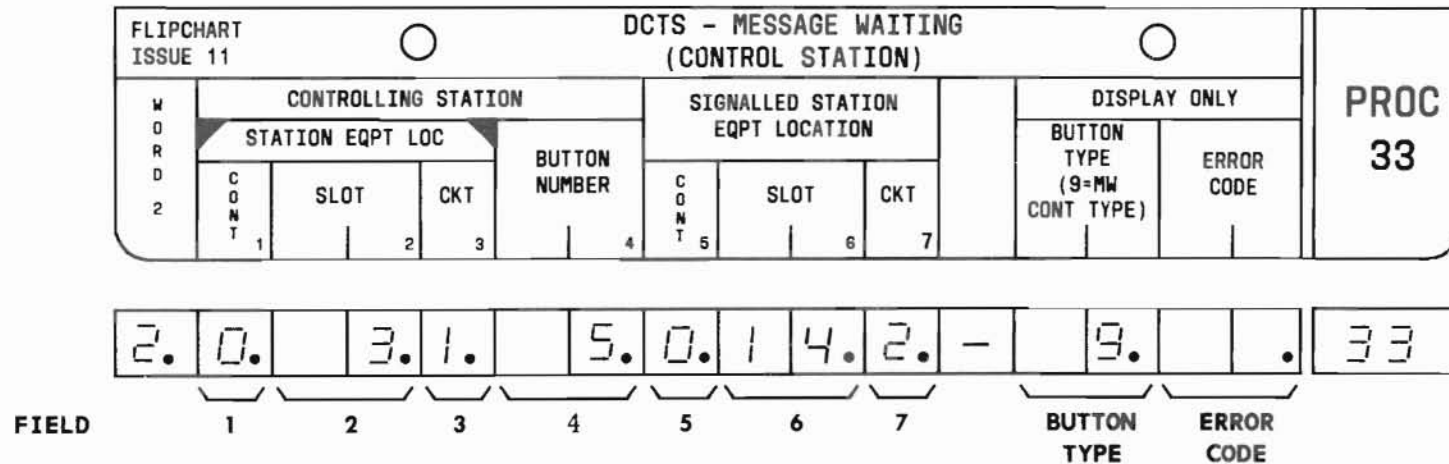 FLIPCHART
ISSUE 11
DCTS - MESSAGE WAITING
(CONTROL STATION)
PROC
33
WORD 2
CONTROLLING STATION
STATION EQPT LOC
CONT 1
SLOT 2
CKT 3
BUTTON
NUMBER 4
SIGNALLED STATION
EQPT LOCATION
CONT 5
SLOT 6
CKT 7
DISPLAY ONLY
BUTTON
TYPE
(9=MW
CONT TYPE)
ERROR
CODE
2. 0. 3. 1. 5. 0. 14. 2. - 9. . 33
FIELD 1 2 3 4 5 6 7 BUTTON TYPE ERROR CODE